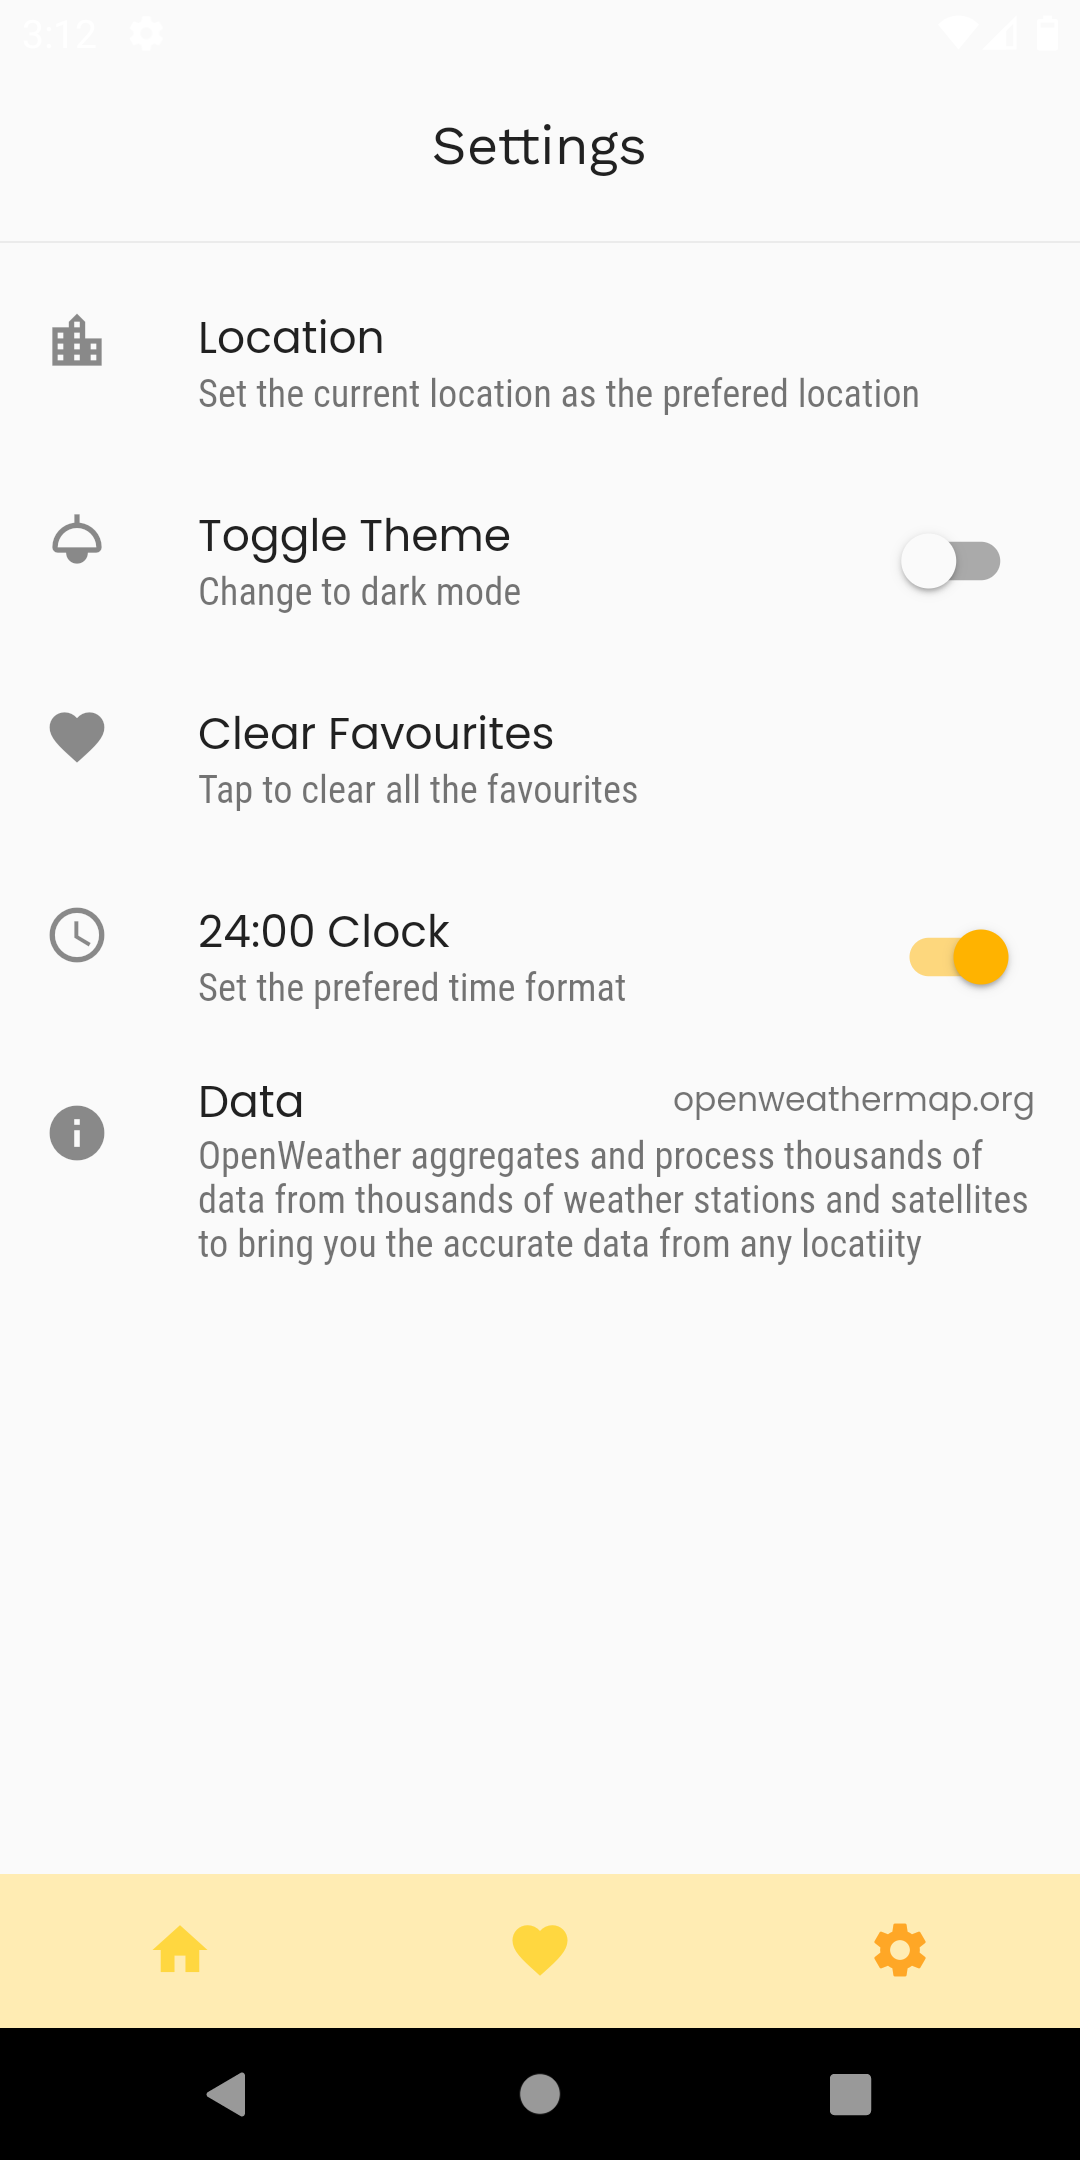 3:12
Settings
Location
Set the current location as the prefered location
Toggle Theme
Change to dark mode
Clear Favourites
Tap to clear all the favourites
24:00 Clock
Set the prefered time format
Data openweathermap.org
OpenWeather aggregates and process thousands of
data from thousands of weather stations and satellites
to bring you the accurate data from any locatiity